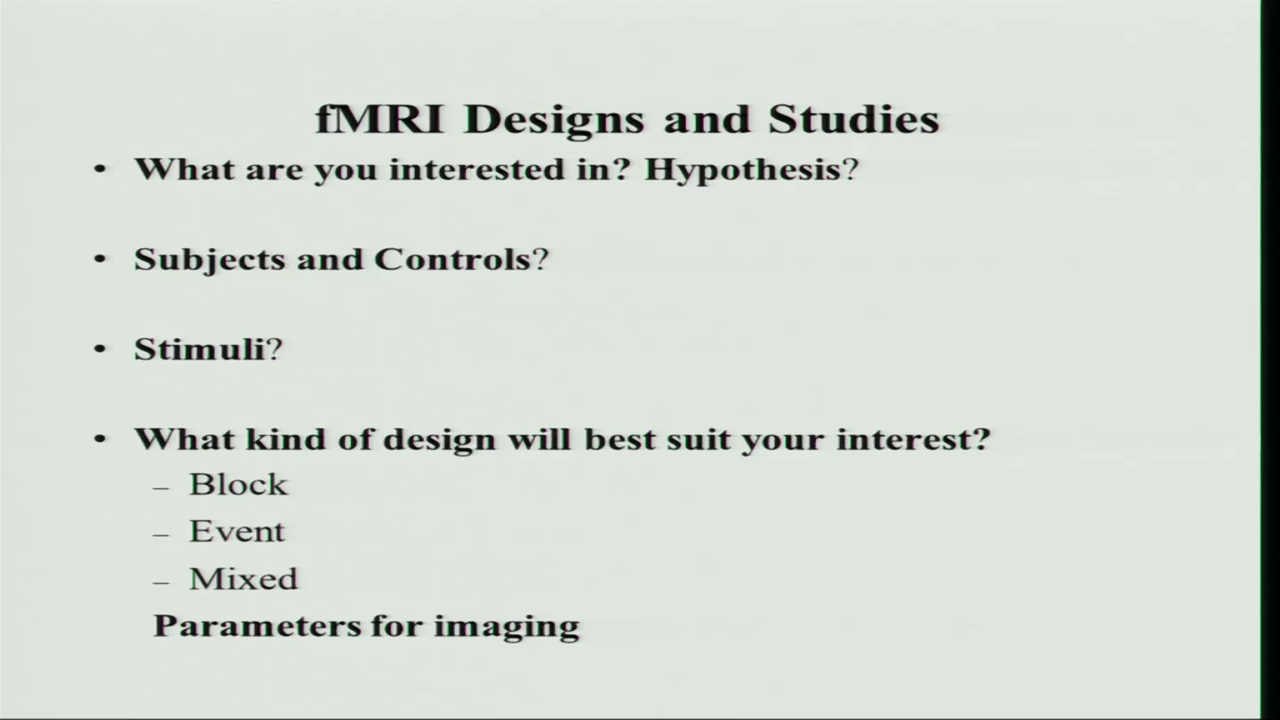 fMRI Designs and Studies
• What are you interested in? Hypothesis?
• Subjects and Controls?
• Stimuli?
• What kind of design will best suit your interest?
– Block
– Event
– Mixed
Parameters for imaging